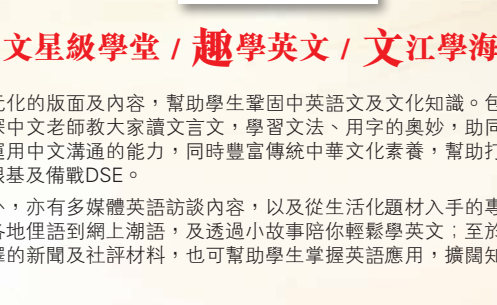 文星級學堂 / 趣學英文 / 文江學海
元化的版面及內容，幫助學生鞏固中英語文及文化知識。包
深中文老師教大家讀文言文，學習文法、用字的奧妙，助同
運用中文溝通的能力，同時豐富傳統中華文化素養，幫助打
根基及備戰DSE。
外，亦有多媒體英語訪談內容，以及從生活化題材入手的專
各地俚語到網上潮語，及透過小故事陪你輕鬆學英文；至於
擇的新聞及社評材料，也可幫助學生掌握英語應用，擴闊知